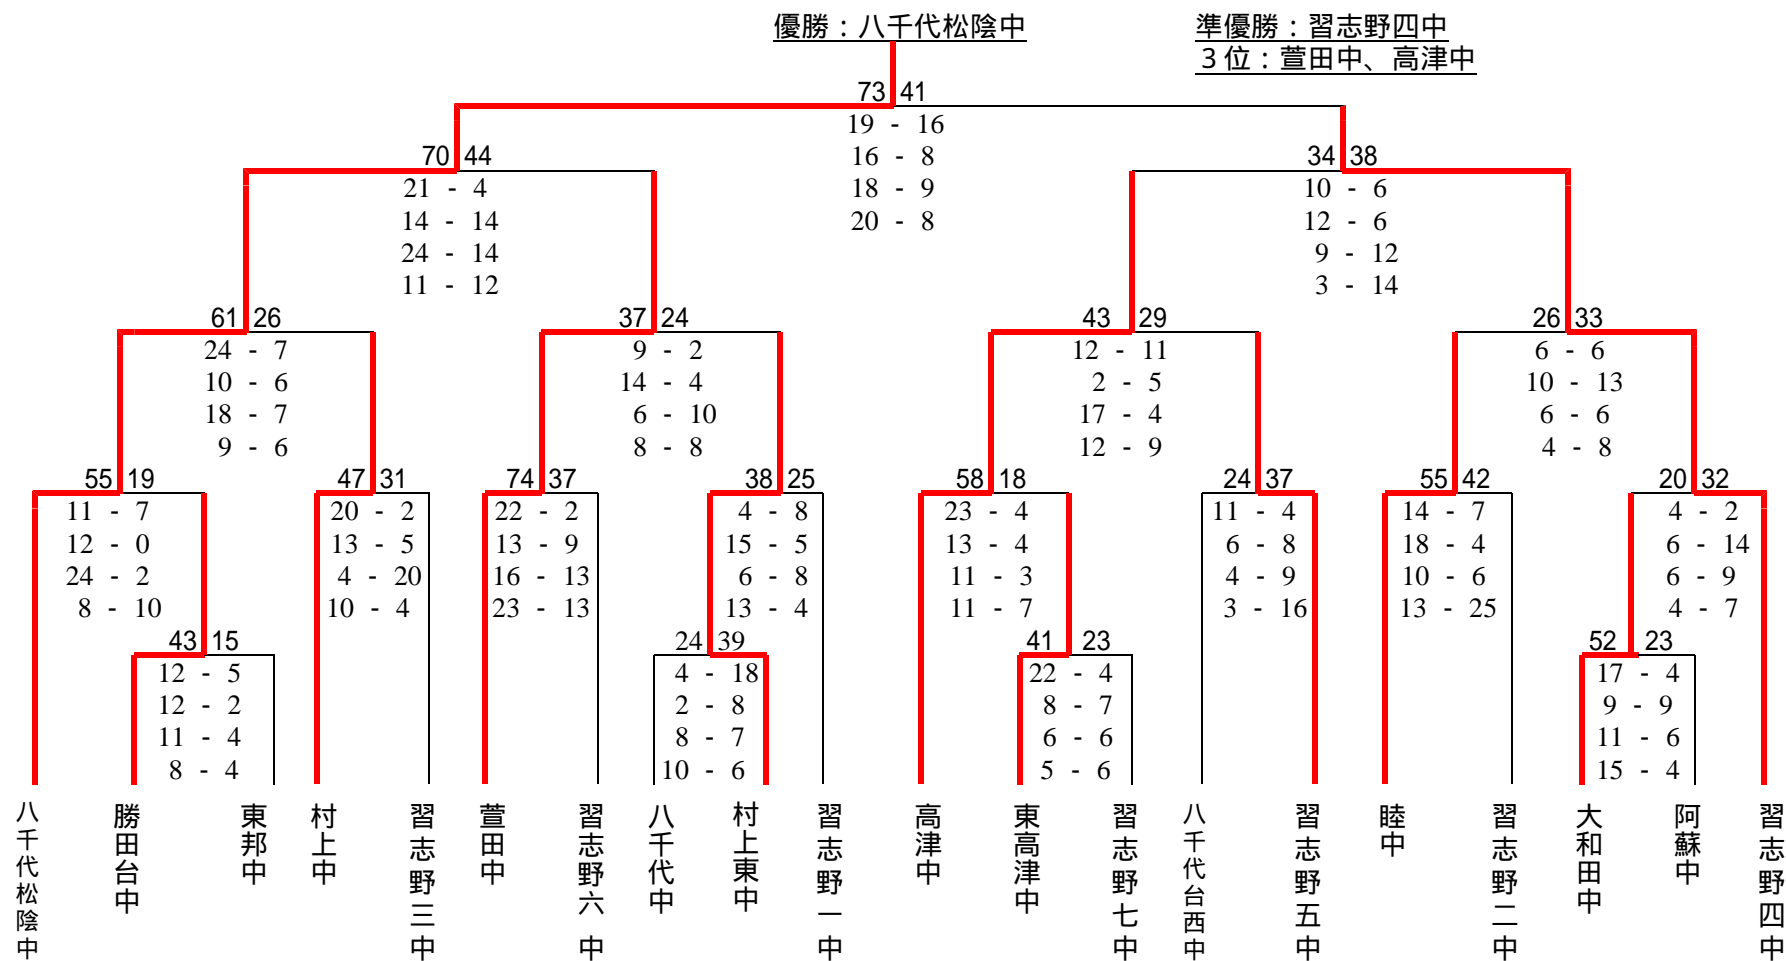 優勝：八千代松陰中
準優勝：習志野四中
３位：萱田中、高津中
73 41
19 - 16
16 - 8
18 - 9
20 - 8
70 44
21 - 4
14 - 14
24 - 14
11 - 12
34 38
10 - 6
12 - 6
9 - 12
3 - 14
61 26
24 - 7
10 - 6
18 - 7
9 - 6
37 24
9 - 2
14 - 4
6 - 10
8 - 8
43 29
12 - 11
2 - 5
17 - 4
12 - 9
26 33
6 - 6
10 - 13
6 - 6
4 - 8
55 19
11 - 7
12 - 0
24 - 2
8 - 10
47 31
20 - 2
13 - 5
4 - 20
10 - 4
74 37
22 - 2
13 - 9
16 - 13
23 - 13
38 25
4 - 8
15 - 5
6 - 8
13 - 4
58 18
23 - 4
13 - 4
11 - 3
11 - 7
24 37
11 - 4
6 - 8
4 - 9
3 - 16
55 42
14 - 7
18 - 4
10 - 6
13 - 25
20 32
4 - 2
6 - 14
6 - 9
4 - 7
43 15
12 - 5
12 - 2
11 - 4
8 - 4
24 39
4 - 18
2 - 8
8 - 7
10 - 6
41 23
22 - 4
8 - 7
6 - 6
5 - 6
52 23
17 - 4
9 - 9
11 - 6
15 - 4
八千代松陰中
勝田台中
東邦中
村上中
習志野三中
萱田中
習志野六中
八千代中
村上東中
習志野一中
高津中
東高津中
習志野七中
八千代台西中
習志野五中
睦中
習志野二中
大和田中
阿蘇中
習志野四中